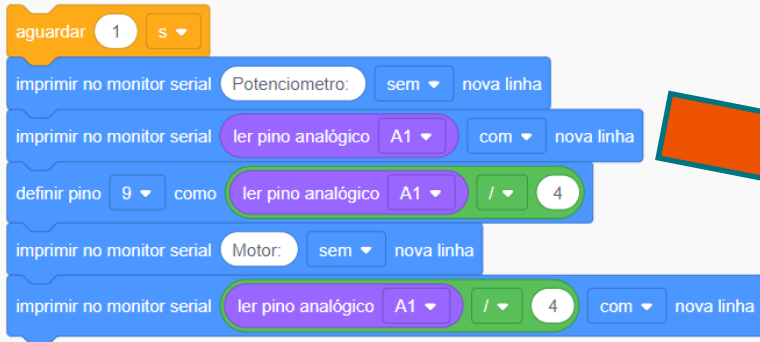 aguardar 1 s
imprimir no monitor serial Potenciometro: sem nova linha
imprimir no monitor serial ler pino analógico A1 com nova linha
definir pino 9 como ler pino analógico A1 / 4
imprimir no monitor serial Motor: sem nova linha
imprimir no monitor serial ler pino analógico A1 / 4 com nova linha